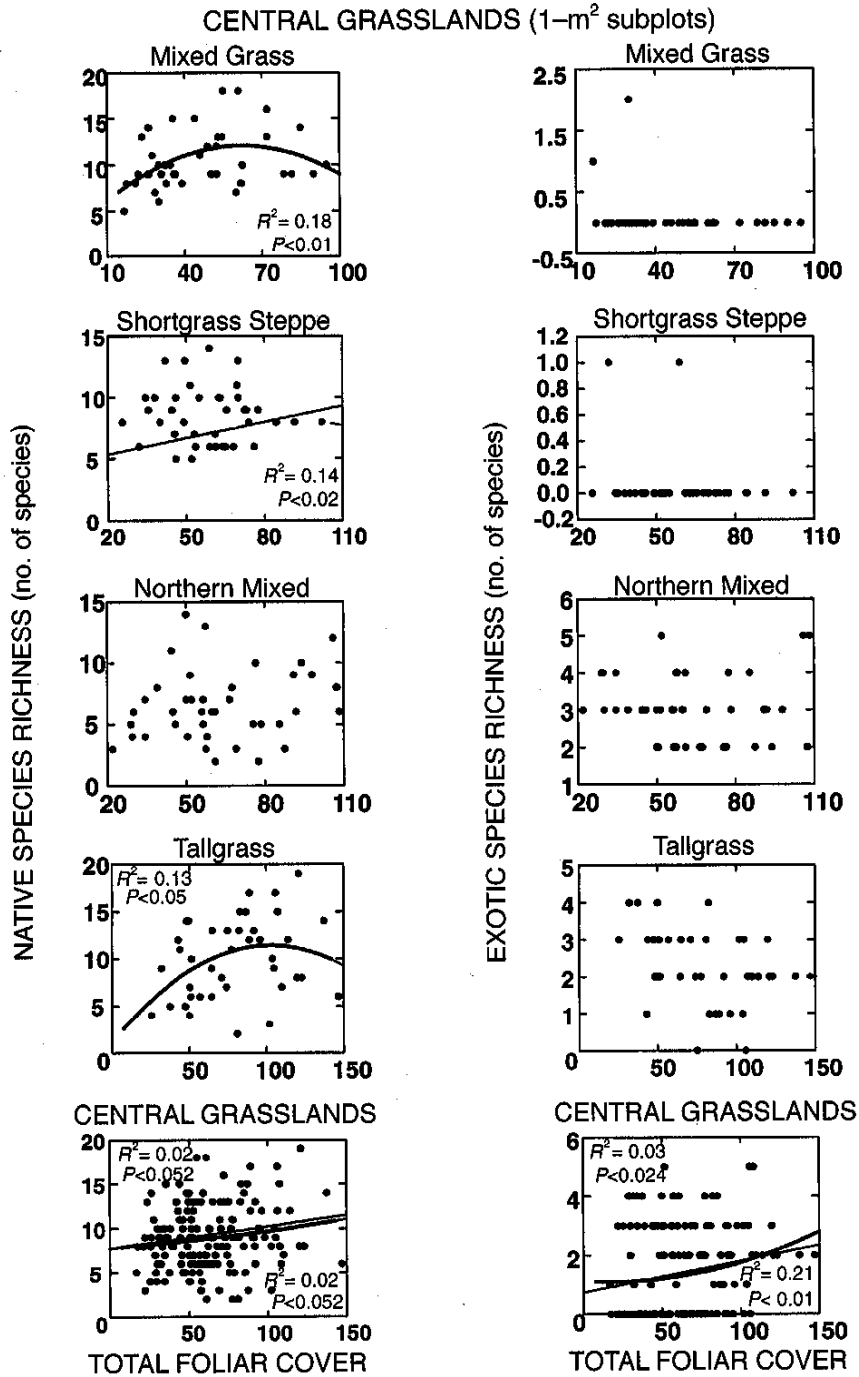 CENTRAL GRASSLANDS (1–m² subplots)
Mixed Grass
20
15
10
5
0
R²= 0.18
P<0.01
10 40 70 100
Mixed Grass
2.5
1.5
0.5
-0.5
10 40 70 100
Shortgrass Steppe
15
10
5
0
R²= 0.14
P<0.02
20 50 80 110
Shortgrass Steppe
1.2
1.0
0.8
0.6
0.4
0.2
0.0
-0.2
20 50 80 110
NATIVE SPECIES RICHNESS (no. of species)
EXOTIC SPECIES RICHNESS (no. of species)
Northern Mixed
15
10
5
0
20 50 80 110
Northern Mixed
6
5
4
3
2
1
20 50 80 110
Tallgrass
20
15
10
5
0
R²= 0.13
P<0.05
50 100 150
Tallgrass
5
4
3
2
1
0
50 100 150
CENTRAL GRASSLANDS
20
15
10
5
0
R²= 0.02
P<0.052
R²= 0.02
P<0.052
50 100 150
TOTAL FOLIAR COVER
CENTRAL GRASSLANDS
6
4
2
0
R²= 0.03
P<0.024
R²= 0.21
P< 0.01
50 100 150
TOTAL FOLIAR COVER